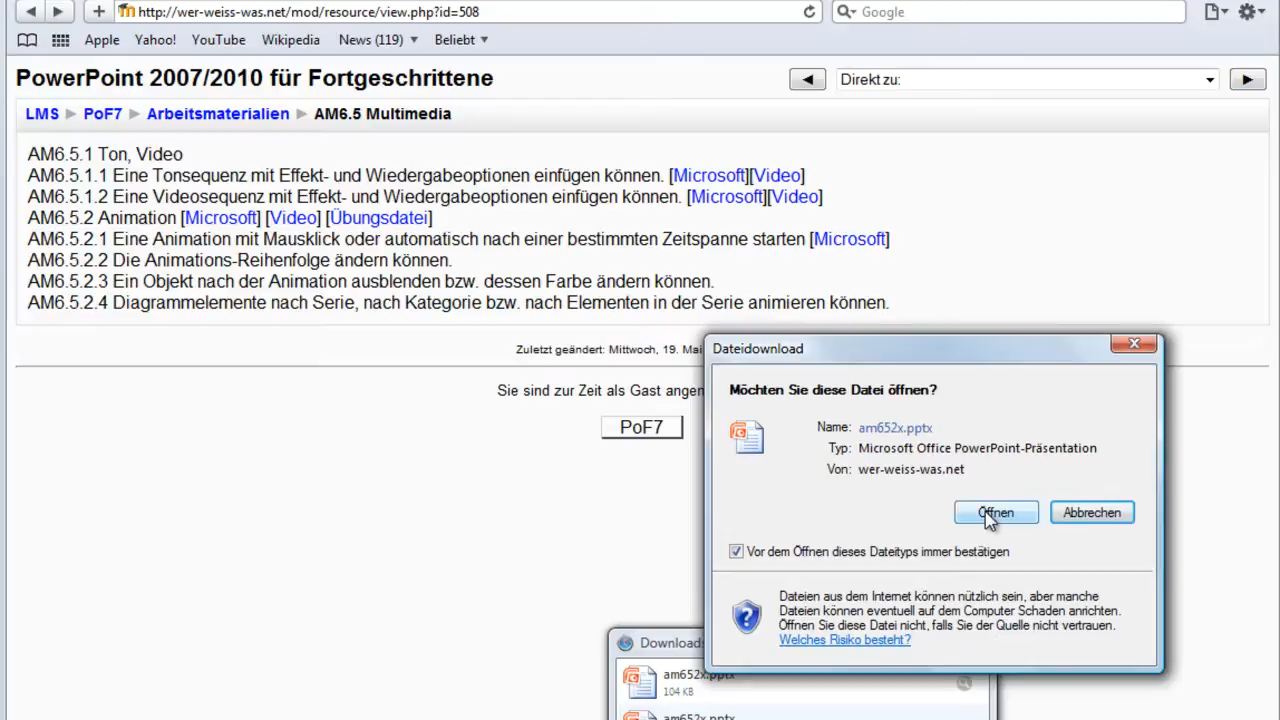 http://wer-weiss-was.net/mod/resource/view.php?id=508
Google
Apple Yahoo! YouTube Wikipedia News (119) Beliebt
PowerPoint 2007/2010 für Fortgeschrittene
Direkt zu:
LMS PoF7 Arbeitsmaterialien AM6.5 Multimedia
AM6.5.1 Ton, Video
AM6.5.1.1 Eine Tonsequenz mit Effekt- und Wiedergabeoptionen einfügen können. [Microsoft][Video]
AM6.5.1.2 Eine Videosequenz mit Effekt- und Wiedergabeoptionen einfügen können. [Microsoft][Video]
AM6.5.2 Animation [Microsoft] [Video] [Übungsdatei]
AM6.5.2.1 Eine Animation mit Mausklick oder automatisch nach einer bestimmten Zeitspanne starten [Microsoft]
AM6.5.2.2 Die Animations-Reihenfolge ändern können.
AM6.5.2.3 Ein Objekt nach der Animation ausblenden bzw. dessen Farbe ändern können.
AM6.5.2.4 Diagrammelemente nach Serie, nach Kategorie bzw. nach Elementen in der Serie animieren können.
Zuletzt geändert: Mittwoch, 19. Mai
Sie sind zur Zeit als Gast anger
PoF7
Dateidownload
Möchten Sie diese Datei öffnen?
Name: am652x.pptx
Typ: Microsoft Office PowerPoint-Präsentation
Von: wer-weiss-was.net
Öffnen Abbrechen
Vor dem Öffnen dieses Dateityps immer bestätigen
Dateien aus dem Internet können nützlich sein, aber manche
Dateien können eventuell auf dem Computer Schaden anrichten.
Öffnen Sie diese Datei nicht, falls Sie der Quelle nicht vertrauen.
Welches Risiko besteht?
Downloads
am652x.pptx
104 KB
am652x.pptx